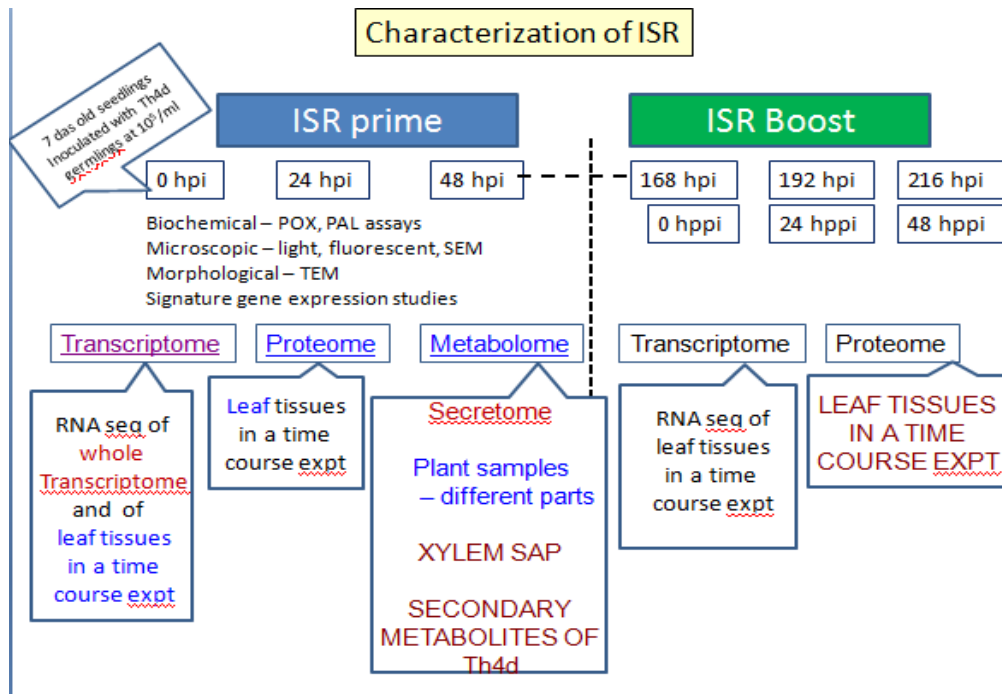 Characterization of ISR
7 das old seedlings
Inoculated with Th4d
germlings at 10⁵/ml
ISR prime
ISR Boost
0 hpi
24 hpi
48 hpi
168 hpi
192 hpi
216 hpi
0 hppi
24 hppi
48 hppi
Biochemical – POX, PAL assays
Microscopic – light, fluorescent, SEM
Morphological – TEM
Signature gene expression studies
Transcriptome
Proteome
Metabolome
Transcriptome
Proteome
RNA seq of
whole
Transcriptome
and of
leaf tissues
in a time
course expt
Leaf tissues
in a time
course expt
Secretome
Plant samples
– different parts
XYLEM SAP
SECONDARY
METABOLITES OF
Th4d
RNA seq of
leaf tissues
in a time
course expt
LEAF TISSUES
IN A TIME
COURSE EXPT